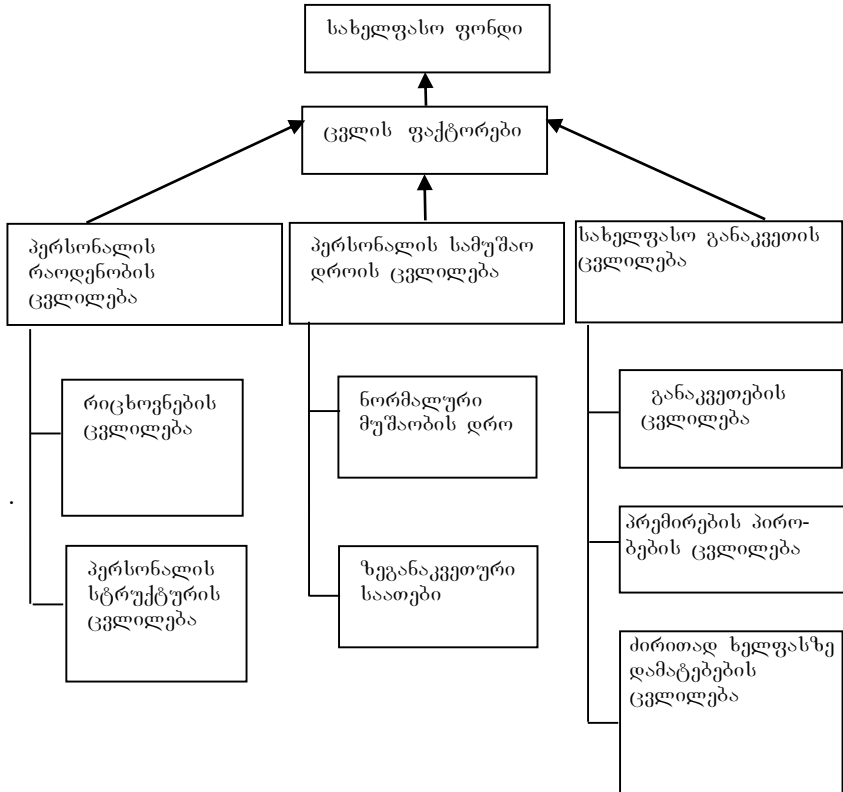 სახელფასო ფონდი
ცვლის ფაქტორები
პერსონალის
რაოდენობის
ცვლილება
პერსონალის სამუშაო
დროის ცვლილება
სახელფასო განაკვეთის
ცვლილება
რიცხოვნების
ცვლილება
პერსონალის
სტრუქტურის
ცვლილება
ნორმალური
მუშაობის დრო
ზეგანაკვეთური
საათები
განაკვეთების
ცვლილება
პრემირების პირო-
ბების ცვლილება
ძირითად ხელფასზე
დამატებების
ცვლილება